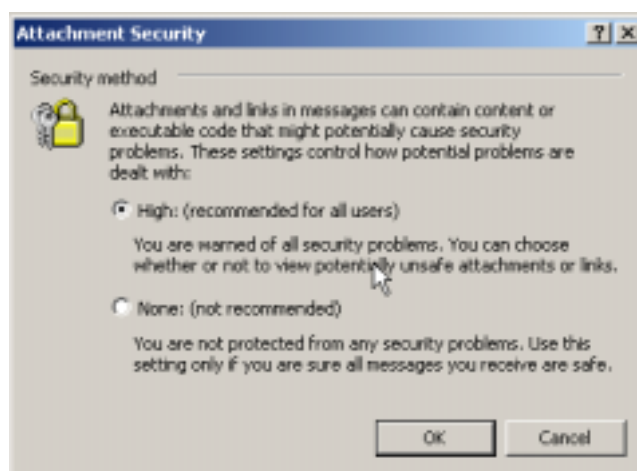 Attachment Security
Security method
Attachments and links in messages can contain content or
executable code that might potentially cause security
problems. These settings control how potential problems are
dealt with:
High: (recommended for all users)
You are warned of all security problems. You can choose
whether or not to view potentially unsafe attachments or links.
None: (not recommended)
You are not protected from any security problems. Use this
setting only if you are sure all messages you receive are safe.
OK
Cancel